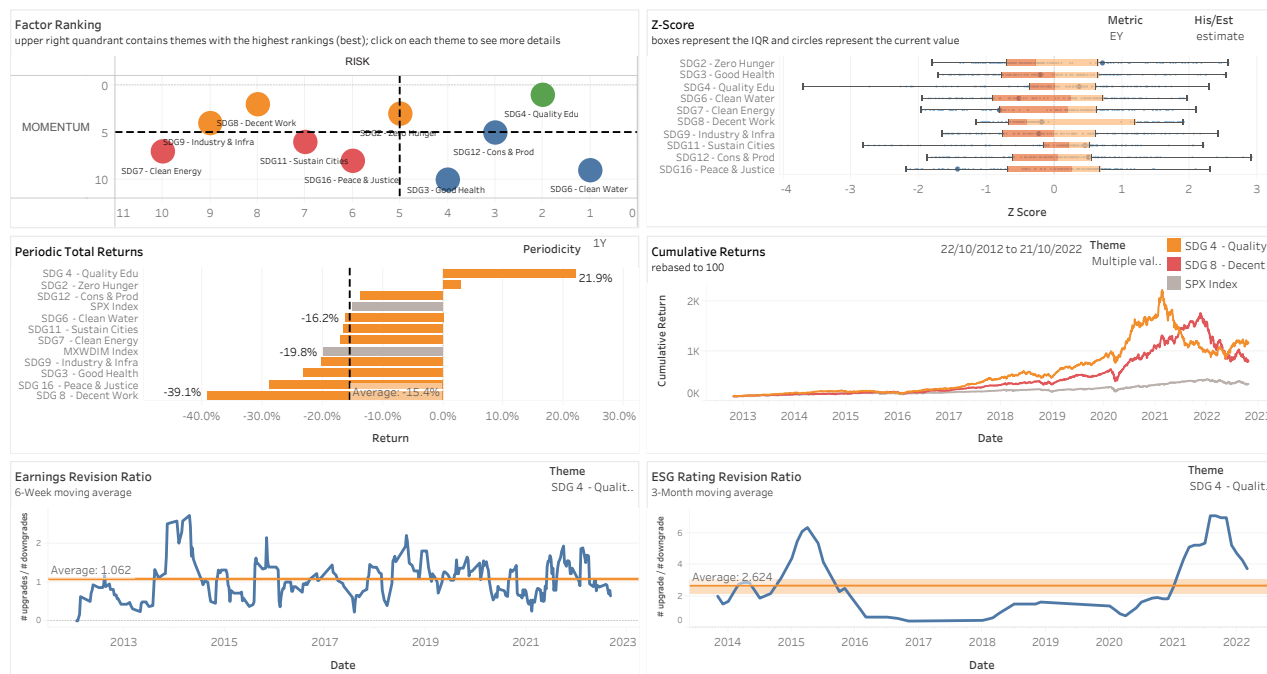 Factor Ranking
upper right quandrant contains themes with the highest rankings (best); click on each theme to see more details
RISK
MOMENTUM
0
5
10
SDG4 - Quality Edu
SDG8 - Decent Work
SDG2 - Zero Hunger
SDG9 - Industry & Infra
SDG12 - Cons & Prod
SDG11 - Sustain Cities
SDG7 - Clean Energy
SDG16 - Peace & Justice
SDG3 - Good Health
SDG6 - Clean Water
11 10 9 8 7 6 5 4 3 2 1 0
Z-Score
boxes represent the IQR and circles represent the current value
Metric
EY
His/Est
estimate
SDG2 - Zero Hunger
SDG3 - Good Health
SDG4 - Quality Edu
SDG6 - Clean Water
SDG7 - Clean Energy
SDG8 - Decent Work
SDG9 - Industry & Infra
SDG11 - Sustain Cities
SDG12 - Cons & Prod
SDG16 - Peace & Justice
-4 -3 -2 -1 0 1 2 3
Z Score
Periodic Total Returns
Periodicity
1Y
SDG 4 - Quality Edu
SDG2 - Zero Hunger
SDG12 - Cons & Prod
SPX Index
SDG6 - Clean Water
SDG11 - Sustain Cities
SDG7 - Clean Energy
MXWDIM Index
SDG9 - Industry & Infra
SDG3 - Good Health
SDG 16 - Peace & Justice
SDG 8 - Decent Work
21.9%
-16.2%
-19.8%
-39.1%
Average: -15.4%
-40.0% -30.0% -20.0% -10.0% 0.0% 10.0% 20.0% 30.0%
Return
Cumulative Returns
rebased to 100
22/10/2012 to 21/10/2022
Theme
Multiple val..
SDG 4 - Quality
SDG 8 - Decent
SPX Index
Cumulative Return
2K
1K
0K
2013 2014 2015 2016 2017 2018 2019 2020 2021 2022 2023
Date
Earnings Revision Ratio
6-Week moving average
Theme
SDG 4 - Qualit..
# upgrades / # downgrades
2
1
0
Average: 1.062
2013 2015 2017 2019 2021 2023
Date
ESG Rating Revision Ratio
3-Month moving average
Theme
SDG 4 - Qualit.
# upgrade / # downgrade
6
4
2
0
Average: 2.624
2014 2015 2016 2017 2018 2019 2020 2021 2022
Date